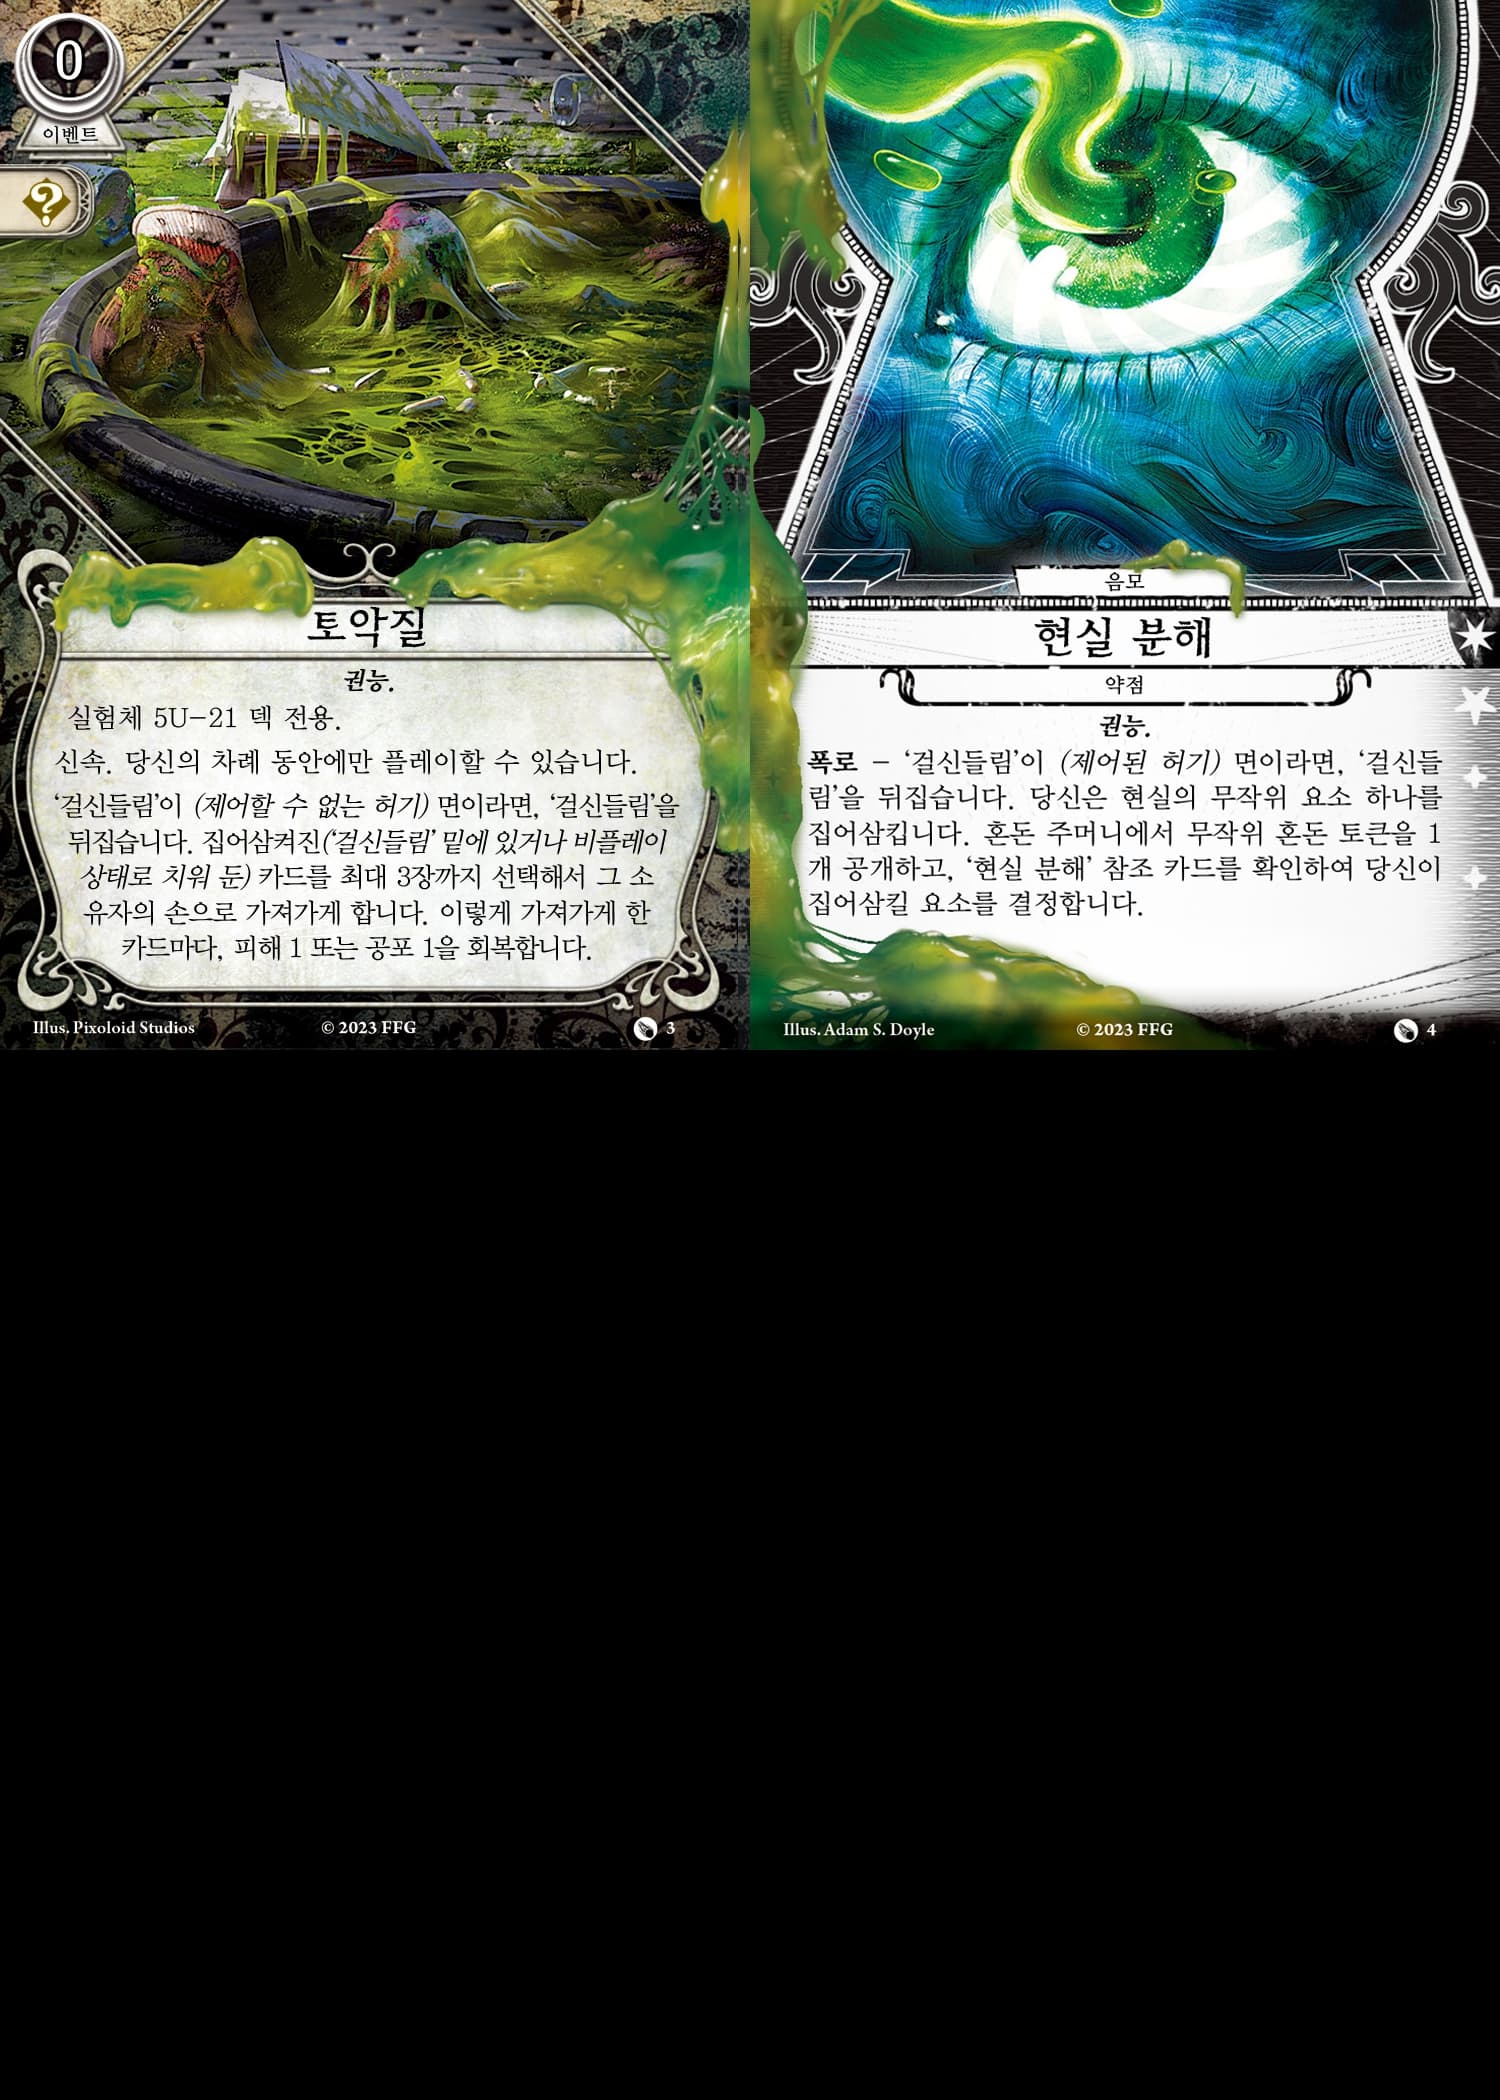 0
이벤트
토악질
권능.
실험체 5U-21 덱 전용.
신속. 당신의 차례 동안에만 플레이할 수 있습니다.
‘걸신들림’이 (제어할 수 없는 허기) 면이라면, ‘걸신들림’을
뒤집습니다. 집어삼켜진(‘걸신들림’ 밑에 있거나 비플레이
상태로 치워 둔) 카드를 최대 3장까지 선택해서 그 소
유자의 손으로 가져가게 합니다. 이렇게 가져가게 한
카드마다, 피해 1 또는 공포 1을 회복합니다.
Illus. Pixoloid Studios
© 2023 FFG
3
음모
현실 분해
약점
권능.
폭로 – ‘걸신들림’이 (제어된 허기) 면이라면, ‘걸신들
림’을 뒤집습니다. 당신은 현실의 무작위 요소 하나를
집어삼킵니다. 혼돈 주머니에서 무작위 혼돈 토큰을 1
개 공개하고, ‘현실 분해’ 참조 카드를 확인하여 당신이
집어삼킬 요소를 결정합니다.
Illus. Adam S. Doyle
© 2023 FFG
4